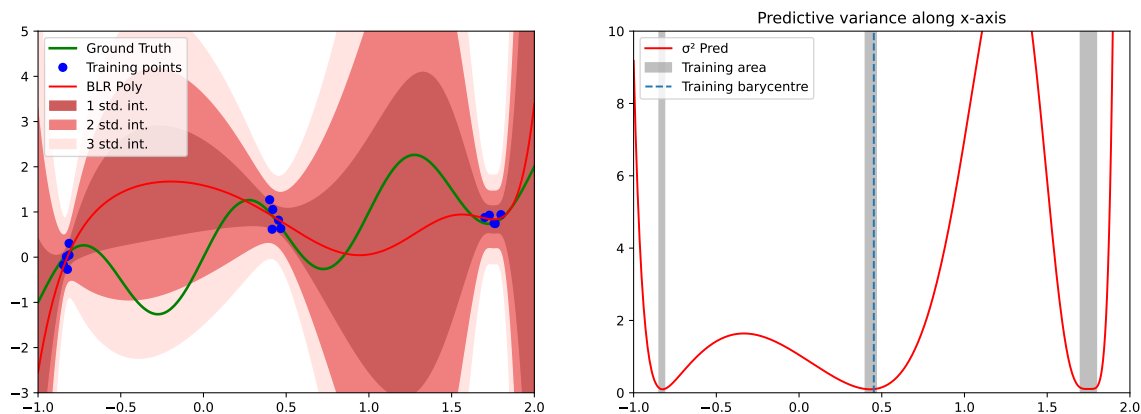 Ground Truth
Training points
BLR Poly
1 std. int.
2 std. int.
3 std. int.
5
4
3
2
1
0
−1
−2
−3
−1.0 −0.5 0.0 0.5 1.0 1.5 2.0
Predictive variance along x-axis
σ² Pred
Training area
Training barycentre
10
8
6
4
2
0
−1.0 −0.5 0.0 0.5 1.0 1.5 2.0